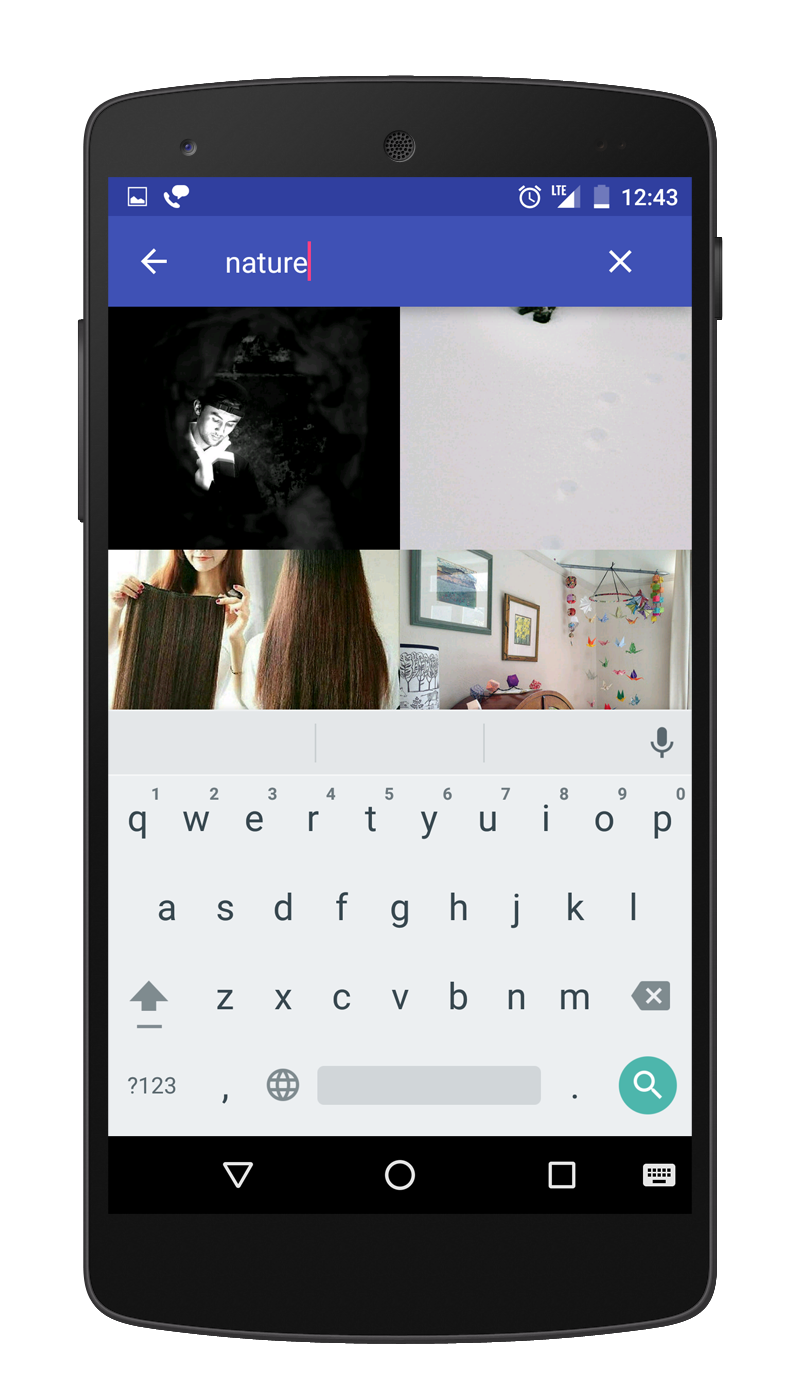 LTE 12:43
nature
1 2 3 4 5 6 7 8 9 0
q w e r t y u i o p
a s d f g h j k l
z x c v b n m
?123 , .